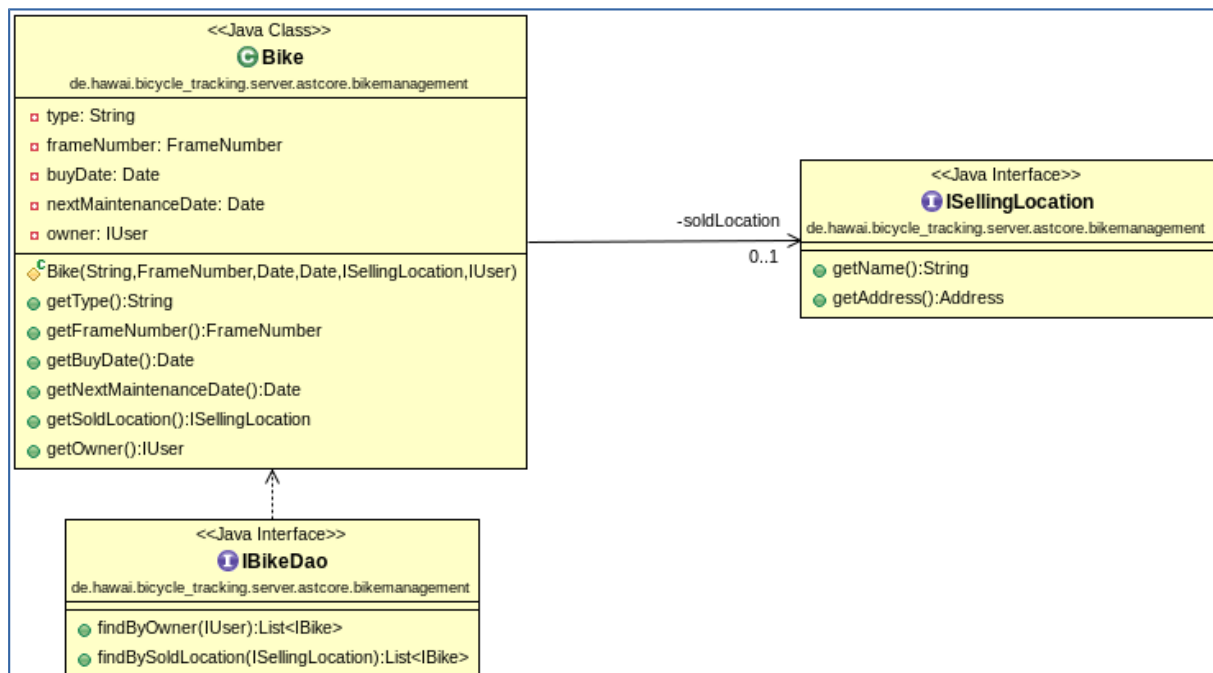 <<Java Class>>
C Bike
de.hawai.bicycle_tracking.server.astcore.bikemanagement
type: String
frameNumber: FrameNumber
buyDate: Date
nextMaintenanceDate: Date
owner: IUser
C Bike(String,FrameNumber,Date,Date,ISellingLocation,IUser)
getType():String
getFrameNumber():FrameNumber
getBuyDate():Date
getNextMaintenanceDate():Date
getSoldLocation():ISellingLocation
getOwner():IUser
-soldLocation
0..1
<<Java Interface>>
I ISellingLocation
de.hawai.bicycle_tracking.server.astcore.bikemanagement
getName():String
getAddress():Address
<<Java Interface>>
I IBikeDao
de.hawai.bicycle_tracking.server.astcore.bikemanagement
findByOwner(IUser):List<IBike>
findBySoldLocation(ISellingLocation):List<IBike>